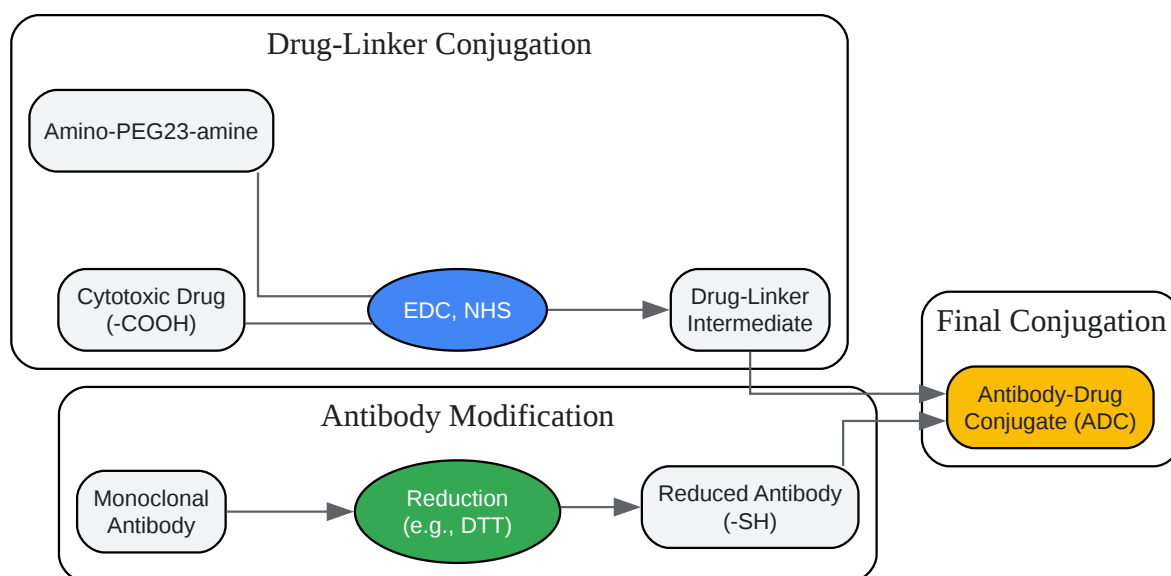 Drug-Linker Conjugation
Amino-PEG23-amine
Cytotoxic Drug
(-COOH)
EDC, NHS
Drug-Linker
Intermediate
Antibody Modification
Monoclonal
Antibody
Reduction
(e.g., DTT)
Reduced Antibody
(-SH)
Final Conjugation
Antibody-Drug
Conjugate (ADC)